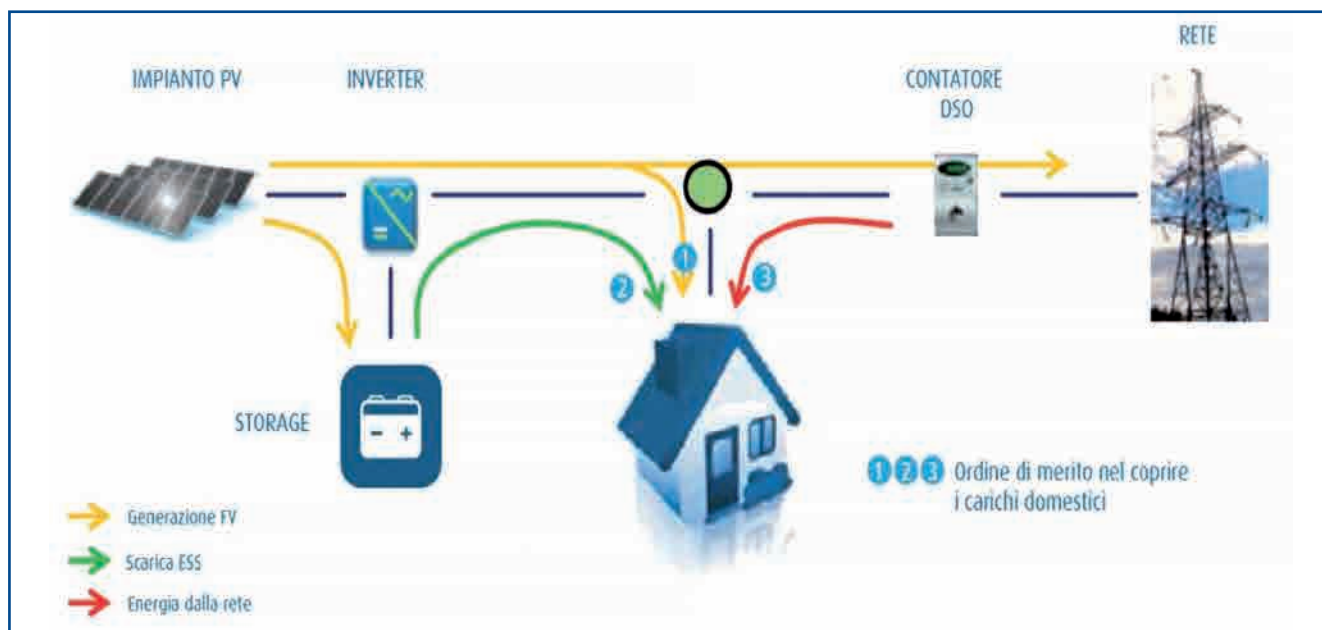 RETE
IMPIANTO PV
INVERTER
CONTATORE
DSO
1
2
3
STORAGE
1 2 3 Ordine di merito nel coprire
i carichi domestici
Generazione FV
Scarica ESS
Energia dalla rete